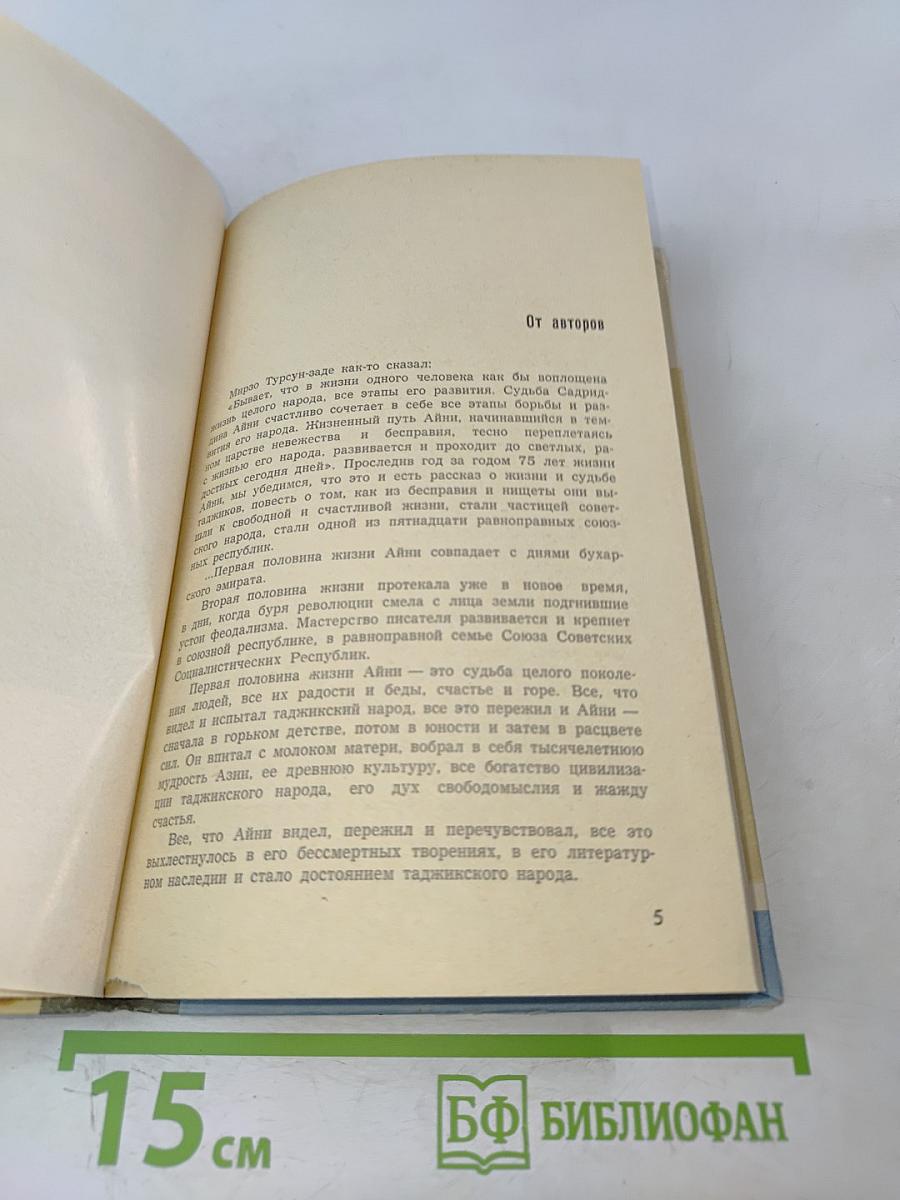 От авторов
Мирзо Турсун-заде как-то сказал:
«Бывает, что в жизни одного человека как бы воплощена
жизнь целого народа, все этапы его развития. Судьба Садрид-
дина Айни счастливо сочетает в себе все этапы борьбы и раз-
вития его народа. Жизненный путь Айни, начинавшийся в тем-
ном царстве невежества и бесправия, тесно переплетаясь
с жизнью его народа, развивается и проходит до светлых, ра-
достных сегодня дней». Проследив год за годом 75 лет жизни
Айни, мы убедимся, что это и есть рассказ о жизни и судьбе
таджиков, повесть о том, как из бесправия и нищеты они вы-
шли к свободной и счастливой жизни, стали частицей совет-
ского народа, стали одной из пятнадцати равноправных союз-
ных республик.
...Первая половина жизни Айни совпадает с днями бухар-
ского эмирата.
Вторая половина жизни протекала уже в новое время,
в дни, когда буря революции смела с лица земли подгнившие
устои феодализма. Мастерство писателя развивается и крепнет
в союзной республике, в равноправной семье Союза Советских
Социалистических Республик.
Первая половина жизни Айни — это судьба целого поколе-
ния людей, все их радости и беды, счастье и горе. Все, что
видел и испытал таджикский народ, все это пережил и Айни —
сначала в горьком детстве, потом в юности и затем в расцвете
сил. Он впитал с молоком матери, вобрал в себя тысячелетнюю
мудрость Азии, ее древнюю культуру, все богатство цивилиза-
ции таджикского народа, его дух свободомыслия и жажду
счастья.
Все, что Айни видел, пережил и перечувствовал, все это
выхлестнулось в его бессмертных творениях, в его литератур-
ном наследии и стало достоянием таджикского народа.
5
15 см
БФ БИБЛИОФАН